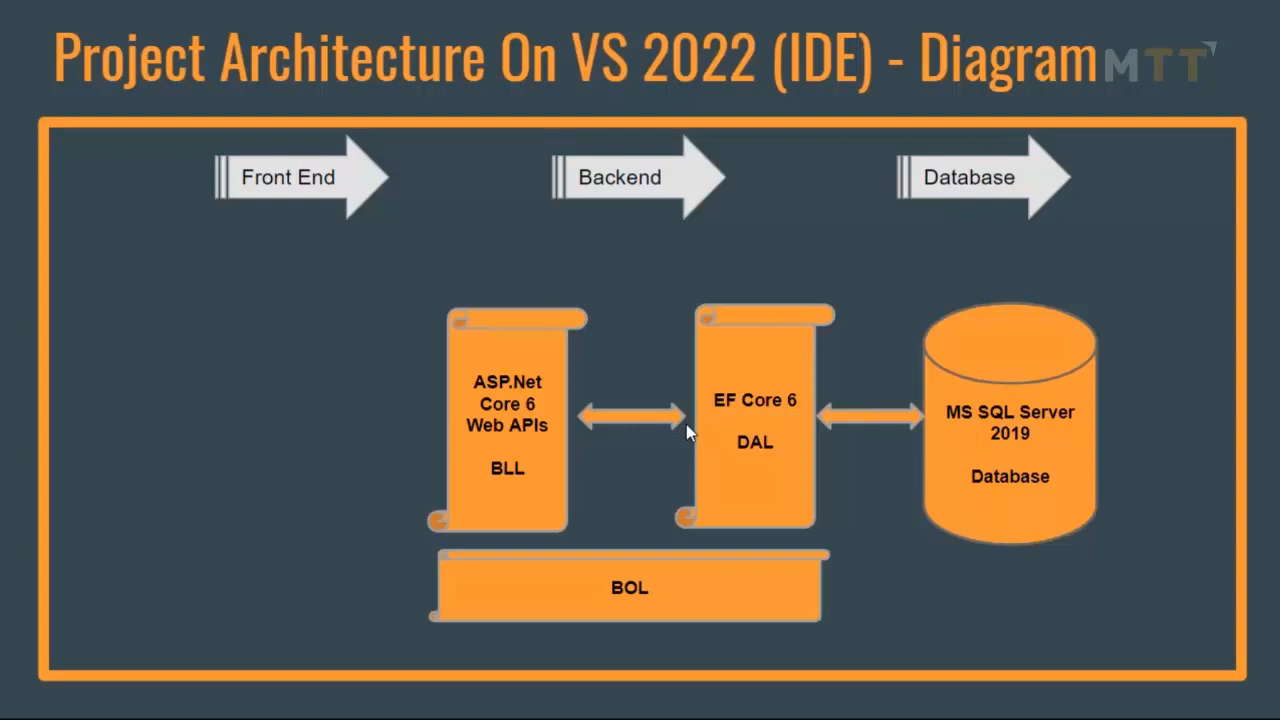 Project Architecture On VS 2022 (IDE) - Diagram
MTT
Front End
Backend
Database
ASP.Net
Core 6
Web APIs
BLL
EF Core 6
DAL
MS SQL Server
2019
Database
BOL